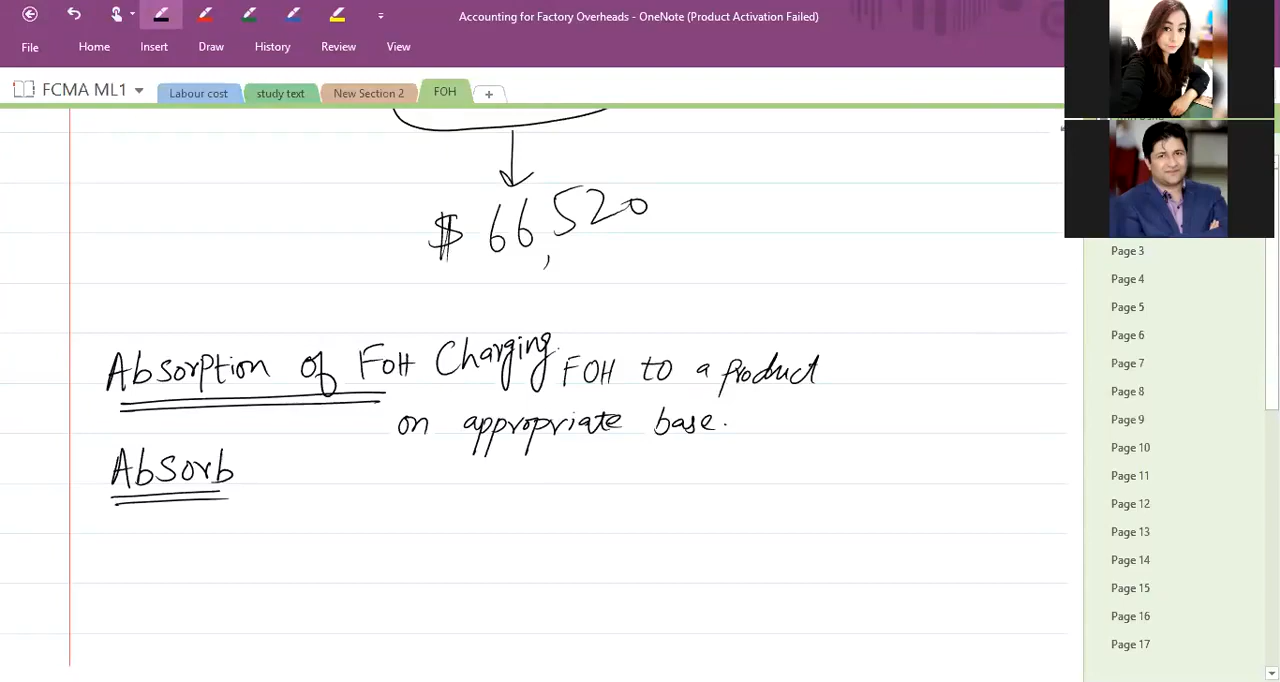 Accounting for Factory Overheads - OneNote (Product Activation Failed)
File Home Insert Draw History Review View
FCMA ML1 Labour cost study text New Section 2 FOH +
$ 66,520
Absorption of FOH Charging FOH to a product
on appropriate base.
Absorb
Page 3
Page 4
Page 5
Page 6
Page 7
Page 8
Page 9
Page 10
Page 11
Page 12
Page 13
Page 14
Page 15
Page 16
Page 17